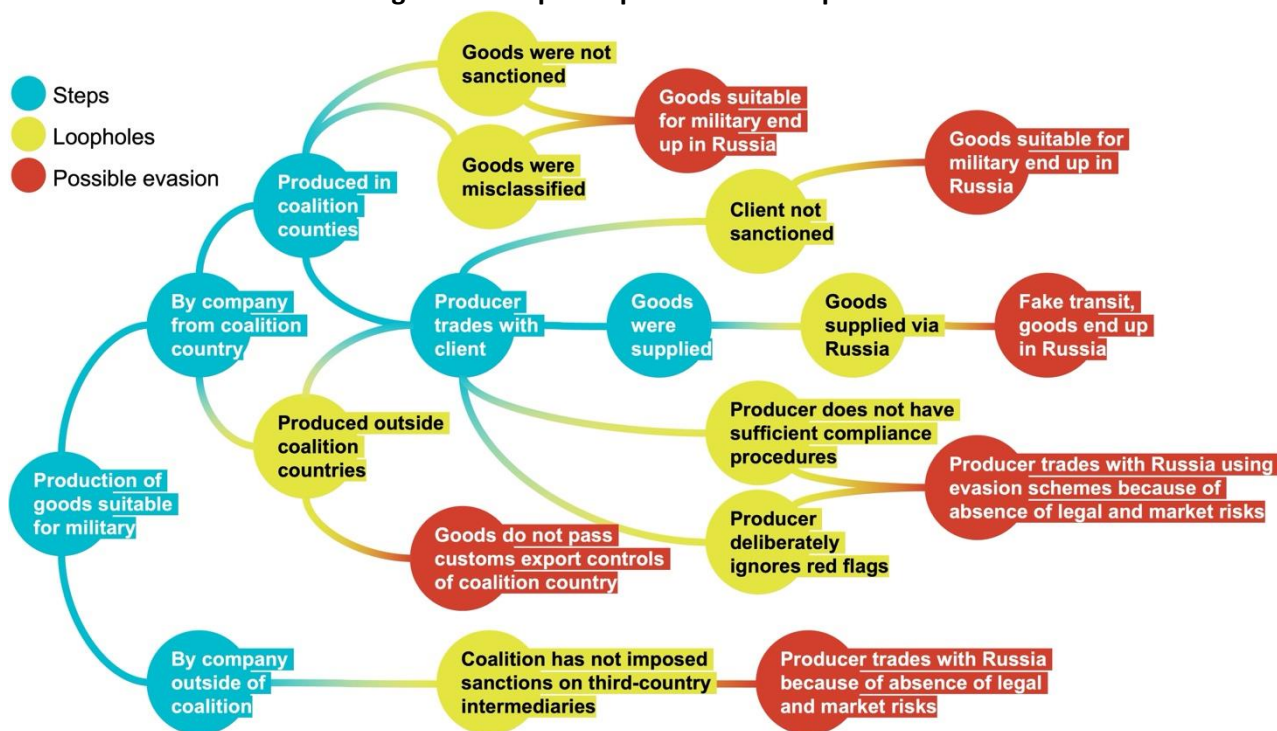 Steps
Loopholes
Possible evasion
Goods were not
sanctioned
Goods suitable
for military end
up in Russia
Goods were
misclassified
Goods suitable for
military end up in
Russia
Produced in
coalition
counties
Client not
sanctioned
By company
from coalition
country
Producer
trades with
client
Goods
were
supplied
Goods
supplied via
Russia
Fake transit,
goods end up
in Russia
Produced outside
coalition
countries
Producer does not have
sufficient compliance
procedures
Production of
goods suitable
for military
Producer trades with Russia using
evasion schemes because of
absence of legal and market risks
Goods do not pass
customs export controls
of coalition country
Producer
deliberately
ignores red flags
By company
outside of
coalition
Coalition has not imposed
sanctions on third-country
intermediaries
Producer trades with Russia
because of absence of legal
and market risks